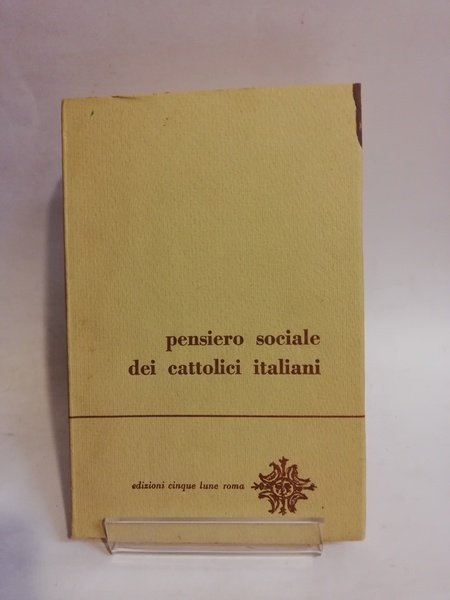 pensiero sociale
dei cattolici italiani
edizioni cinque lune roma